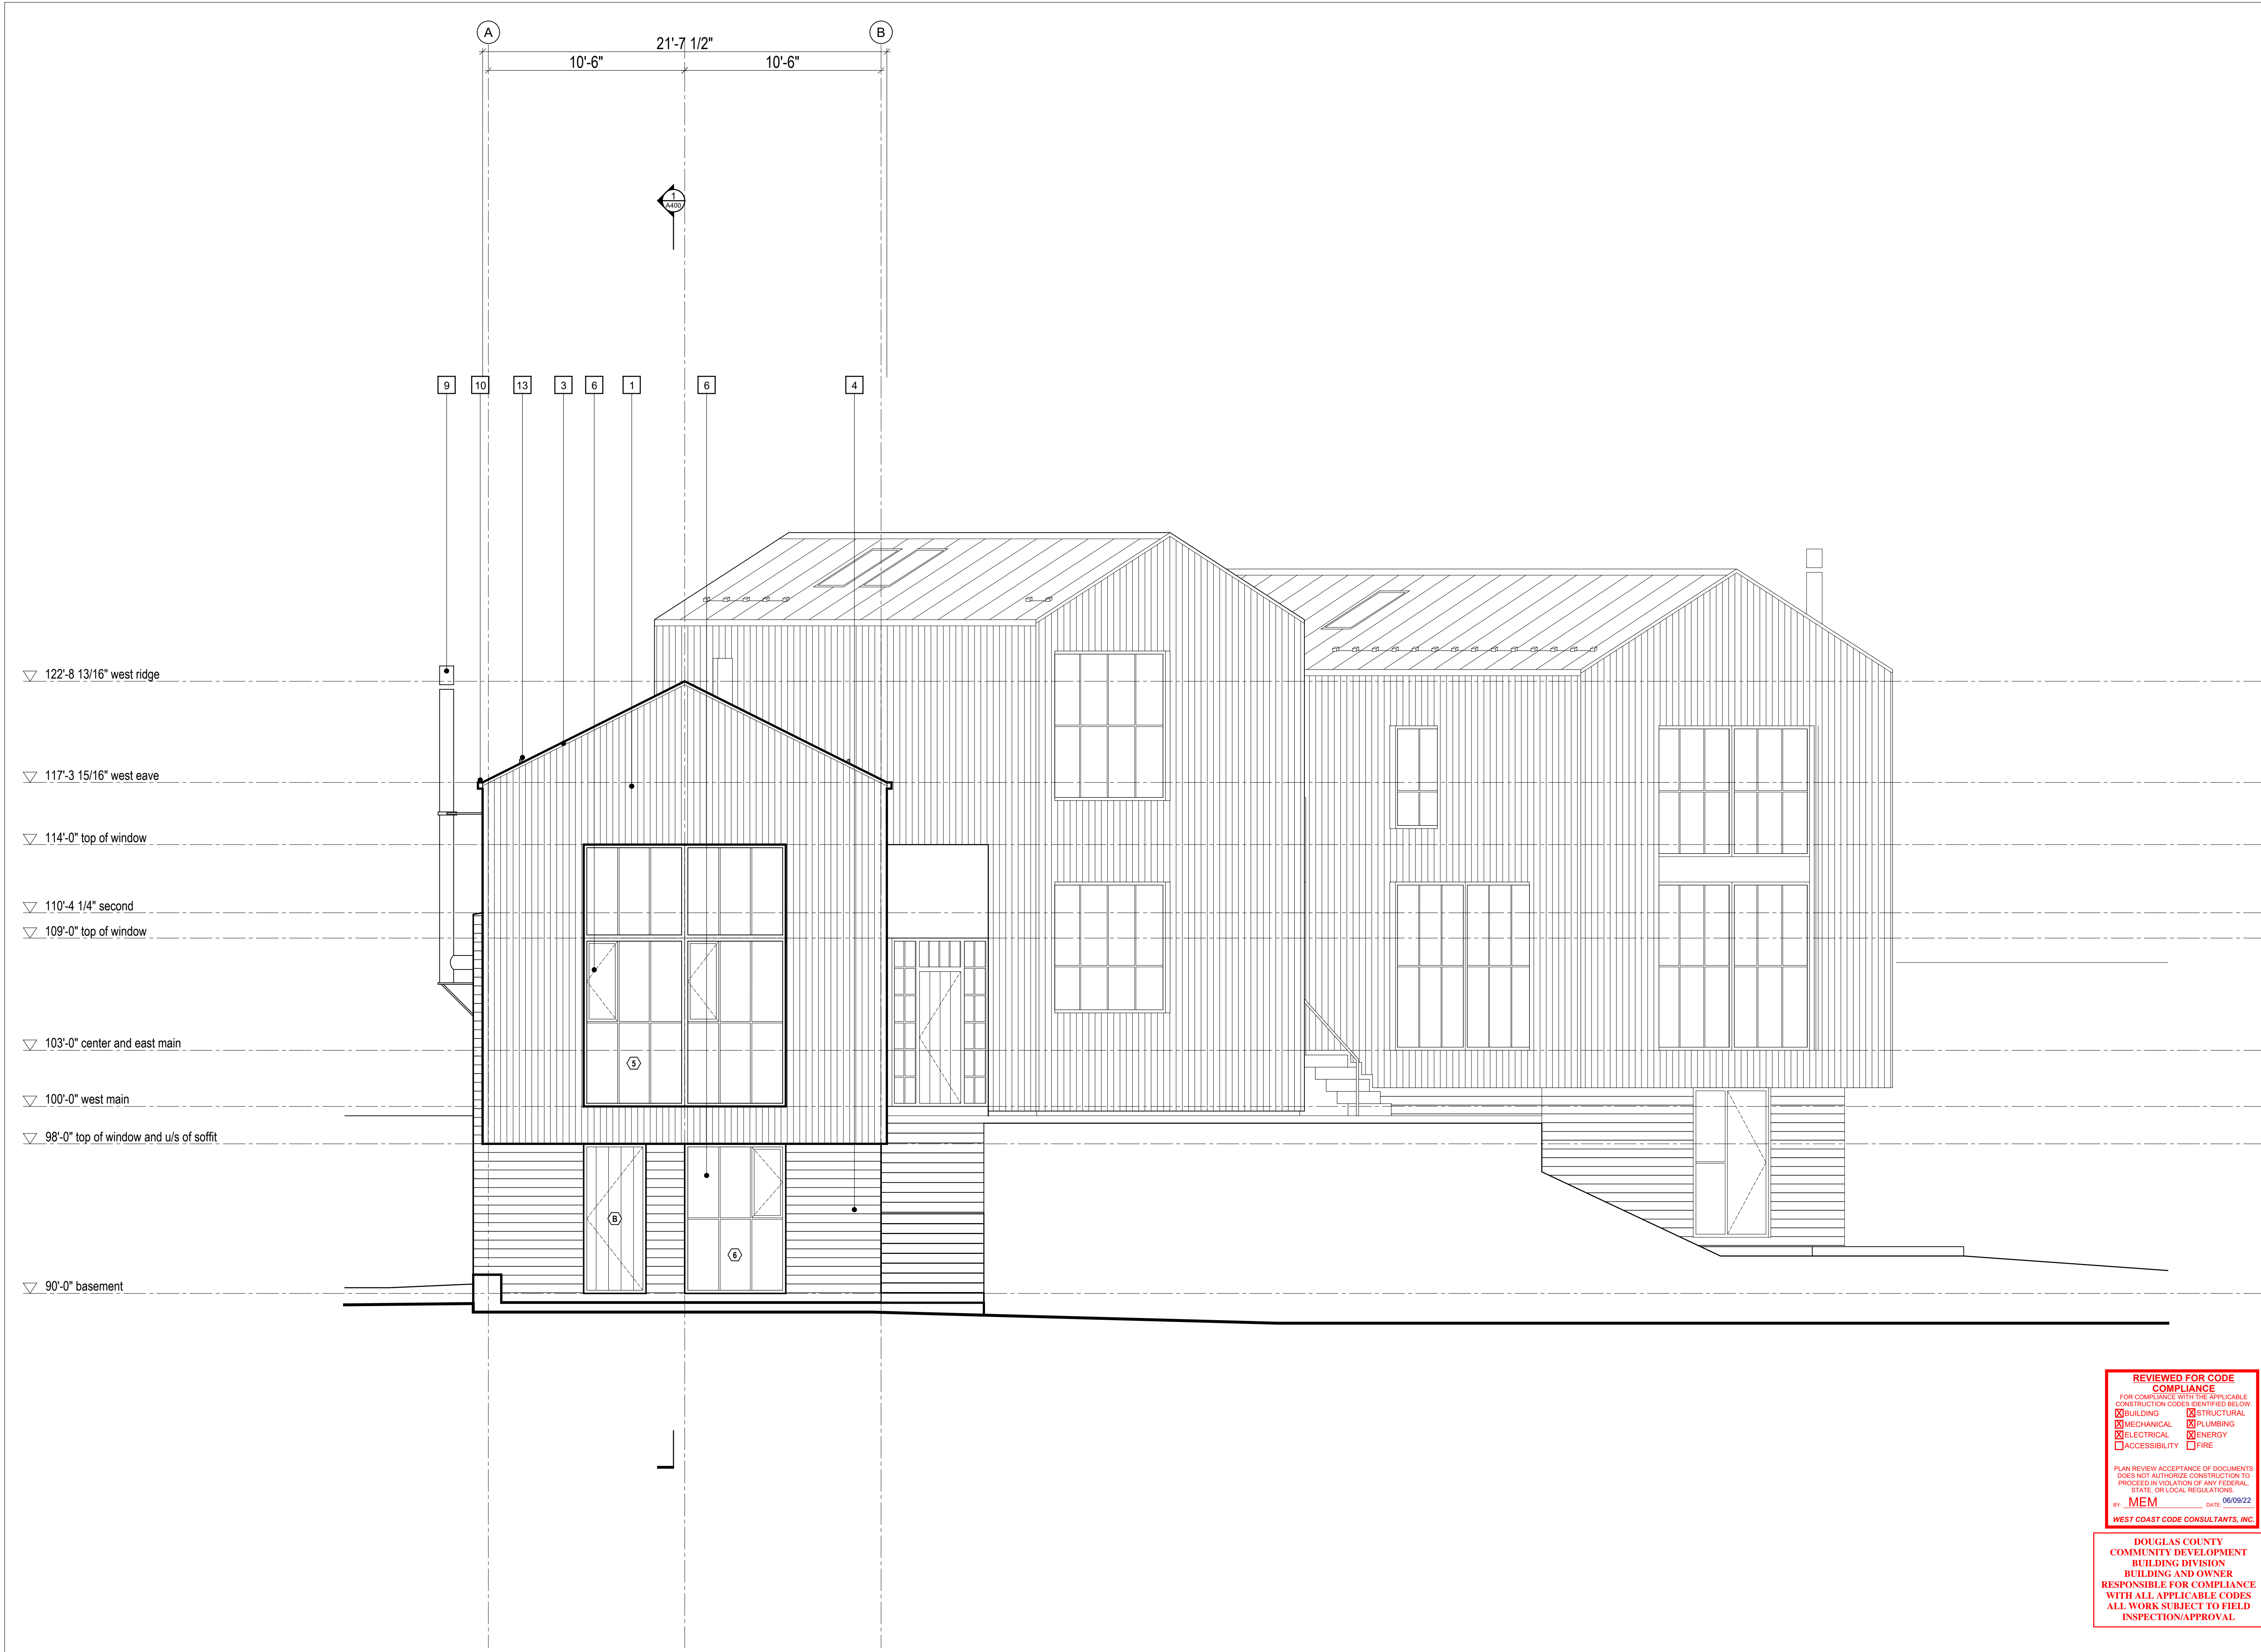 A
B
21'-7 1/2"
10'-6"
10'-6"
1
A400
9
10
13
3
6
1
6
4
122'-8 13/16" west ridge
117'-3 15/16" west eave
114'-0" top of window
110'-4 1/4" second
109'-0" top of window
103'-0" center and east main
5
100'-0" west main
98'-0" top of window and u/s of soffit
B
6
90'-0" basement
REVIEWED FOR CODE
COMPLIANCE
FOR COMPLIANCE WITH THE APPLICABLE
CONSTRUCTION CODES IDENTIFIED BELOW.
X BUILDING X STRUCTURAL
X MECHANICAL X PLUMBING
X ELECTRICAL X ENERGY
ACCESSIBILITY FIRE
PLAN REVIEW ACCEPTANCE OF DOCUMENTS
DOES NOT AUTHORIZE CONSTRUCTION TO
PROCEED IN VIOLATION OF ANY FEDERAL,
STATE, OR LOCAL REGULATIONS.
BY: MEM DATE: 06/09/22
WEST COAST CODE CONSULTANTS, INC.
DOUGLAS COUNTY
COMMUNITY DEVELOPMENT
BUILDING DIVISION
BUILDING AND OWNER
RESPONSIBLE FOR COMPLIANCE
WITH ALL APPLICABLE CODES
ALL WORK SUBJECT TO FIELD
INSPECTION/APPROVAL